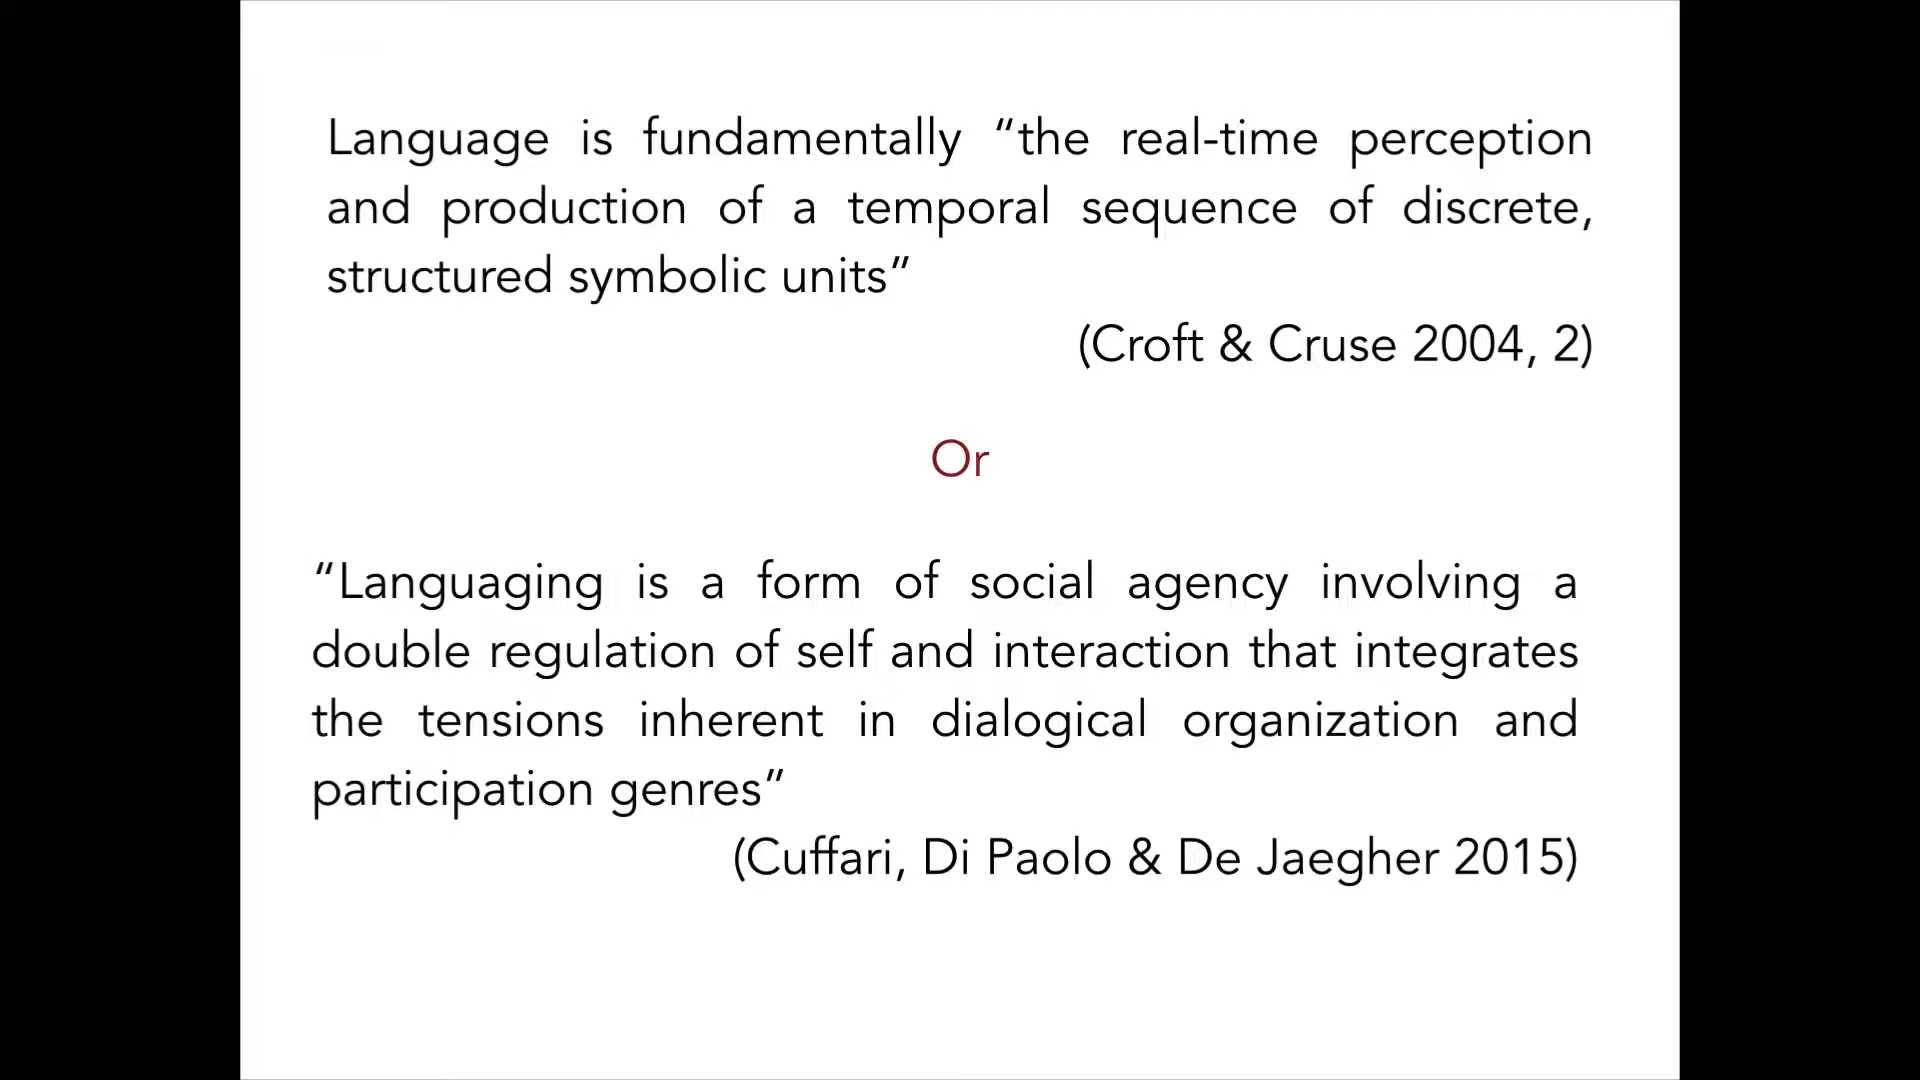 Language is fundamentally “the real-time perception
and production of a temporal sequence of discrete,
structured symbolic units”
(Croft & Cruse 2004, 2)
Or
“Languaging is a form of social agency involving a
double regulation of self and interaction that integrates
the tensions inherent in dialogical organization and
participation genres”
(Cuffari, Di Paolo & De Jaegher 2015)